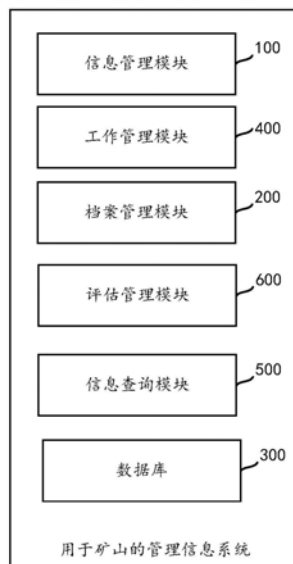 信息管理模块
100
工作管理模块
400
档案管理模块
200
评估管理模块
600
信息查询模块
500
数据库
300
用于矿山的管理信息系统